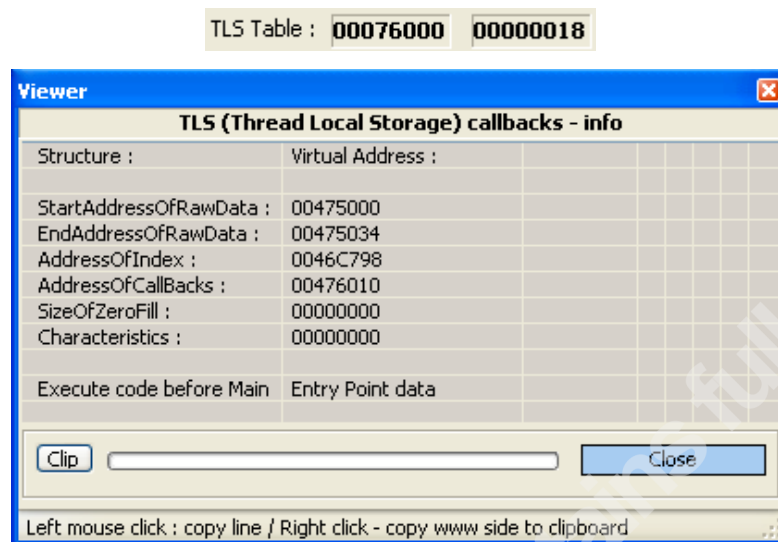 TLS Table : 00076000 00000018
Viewer
TLS (Thread Local Storage) callbacks - info
Structure : Virtual Address :
StartAddressOfRawData : 00475000
EndAddressOfRawData : 00475034
AddressOfIndex : 0046C798
AddressOfCallBacks : 00476010
SizeOfZeroFill : 00000000
Characteristics : 00000000
Execute code before Main Entry Point data
Clip Close
Left mouse click : copy line / Right click - copy www side to clipboard